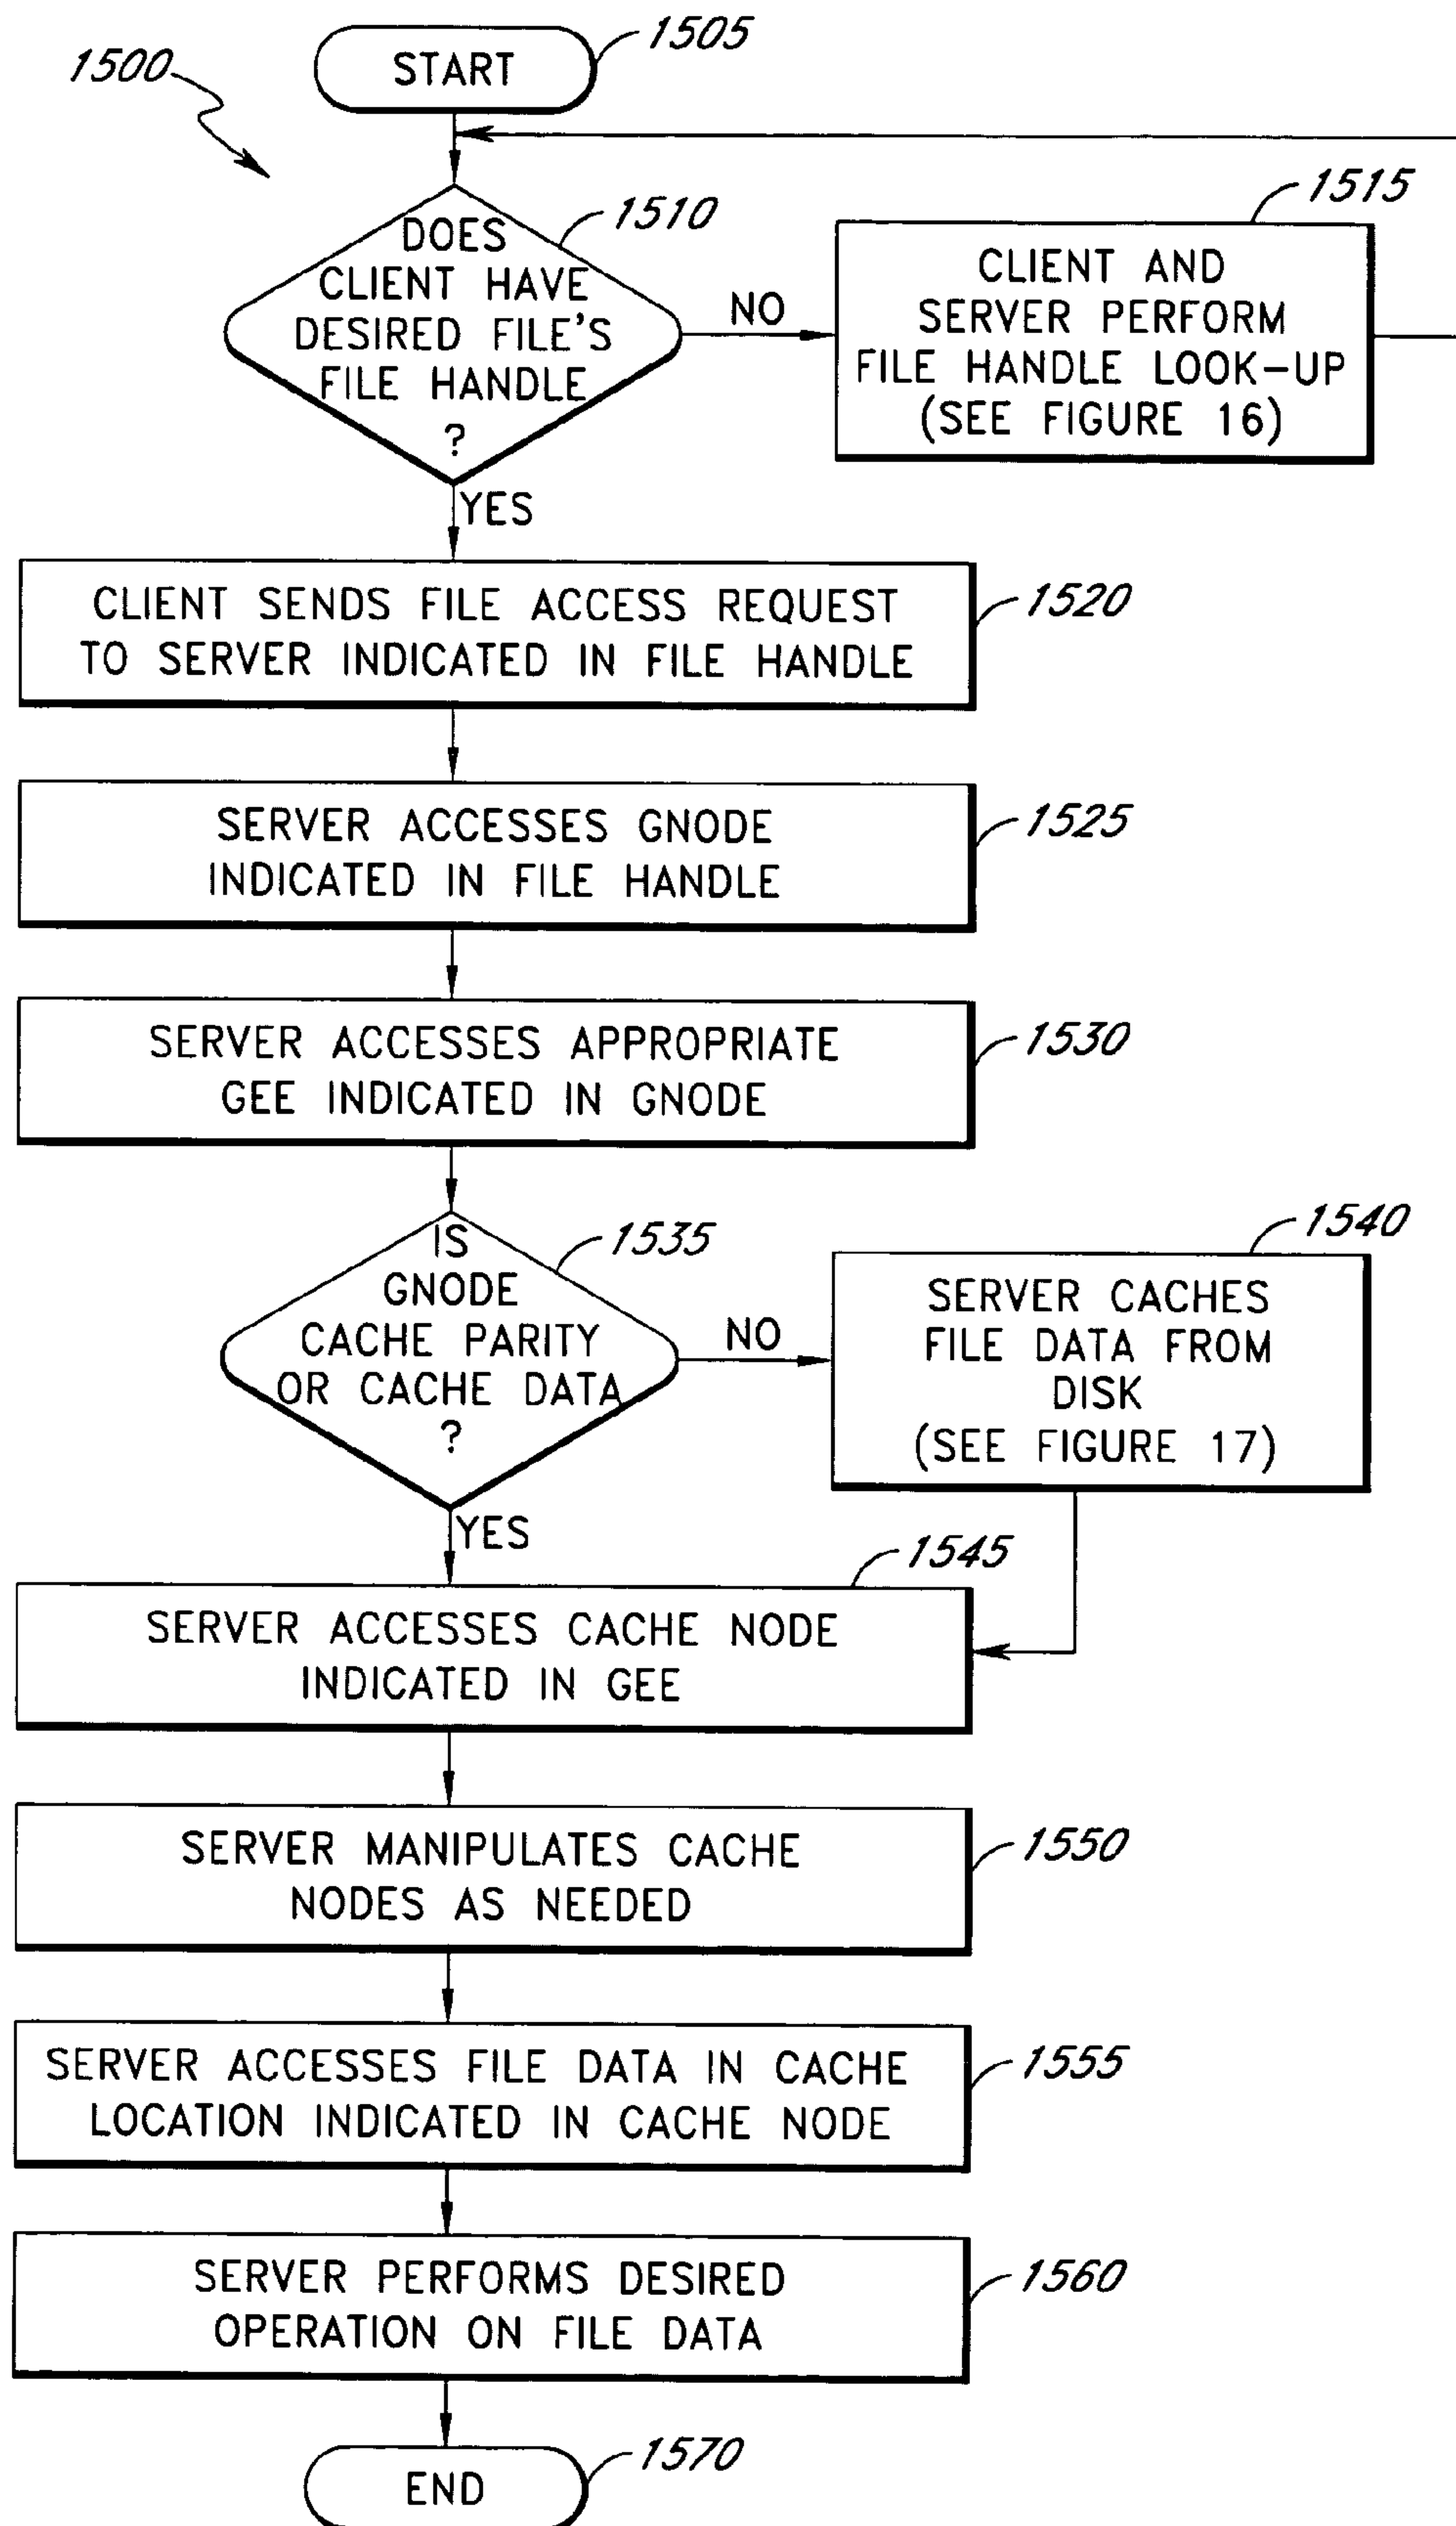 1500
START
1505
DOES
CLIENT HAVE
DESIRED FILE'S
FILE HANDLE
?
1510
NO
CLIENT AND
SERVER PERFORM
FILE HANDLE LOOK-UP
(SEE FIGURE 16)
1515
YES
CLIENT SENDS FILE ACCESS REQUEST
TO SERVER INDICATED IN FILE HANDLE
1520
SERVER ACCESSES GNODE
INDICATED IN FILE HANDLE
1525
SERVER ACCESSES APPROPRIATE
GEE INDICATED IN GNODE
1530
IS
GNODE
CACHE PARITY
OR CACHE DATA
?
1535
NO
SERVER CACHES
FILE DATA FROM
DISK
(SEE FIGURE 17)
1540
YES
1545
SERVER ACCESSES CACHE NODE
INDICATED IN GEE
SERVER MANIPULATES CACHE
NODES AS NEEDED
1550
SERVER ACCESSES FILE DATA IN CACHE
LOCATION INDICATED IN CACHE NODE
1555
SERVER PERFORMS DESIRED
OPERATION ON FILE DATA
1560
END
1570